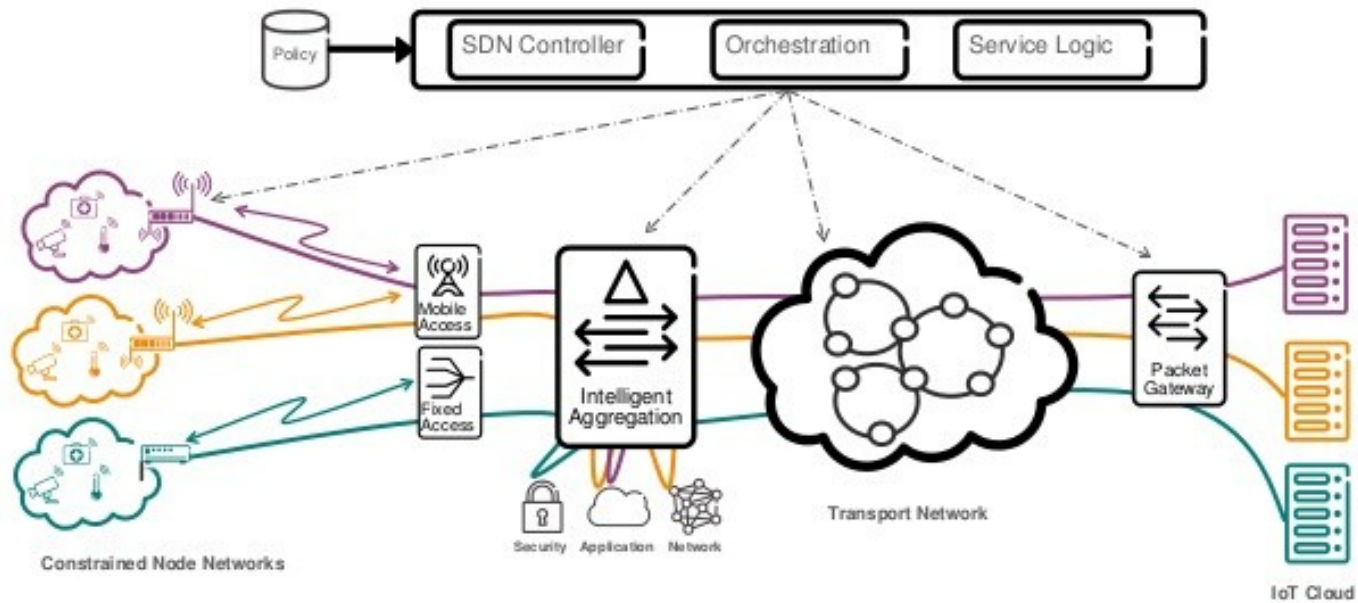 Policy
SDN Controller
Orchestration
Service Logic
Mobile
Access
Fixed
Access
Intelligent
Aggregation
Packet
Gateway
Security
Application
Network
Transport Network
Constrained Node Networks
IoT Cloud